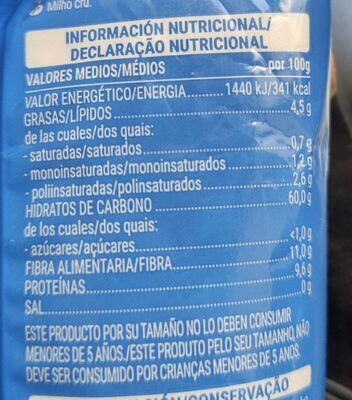 Milho cru.
INFORMACIÓN NUTRICIONAL/
DECLARAÇÃO NUTRICIONAL
VALORES MEDIOS/MÉDIOS por 100g
VALOR ENERGÉTICO/ENERGIA 1440 kJ/341 kcal
GRASAS/LÍPIDOS 4,5 g
de las cuales/dos quais:
- saturadas/saturados 0,7 g
- monoinsaturadas/monoinsaturados 1,2 g
- poliinsaturadas/polinsaturados 2,6 g
HIDRATOS DE CARBONO 60,0 g
de los cuales/dos quais:
- azúcares/açúcares <1,0 g
FIBRA ALIMENTARIA/FIBRA 11,0 g
PROTEÍNAS 9,6 g
SAL 0 g
ESTE PRODUCTO POR SU TAMAÑO NO LO DEBEN CONSUMIR
MENORES DE 5 AÑOS./ESTE PRODUTO PELO SEU TAMANHO, NÃO
DEVE SER CONSUMIDO POR CRIANÇAS MENORES DE 5 ANOS.
/CONSERVAÇÃO